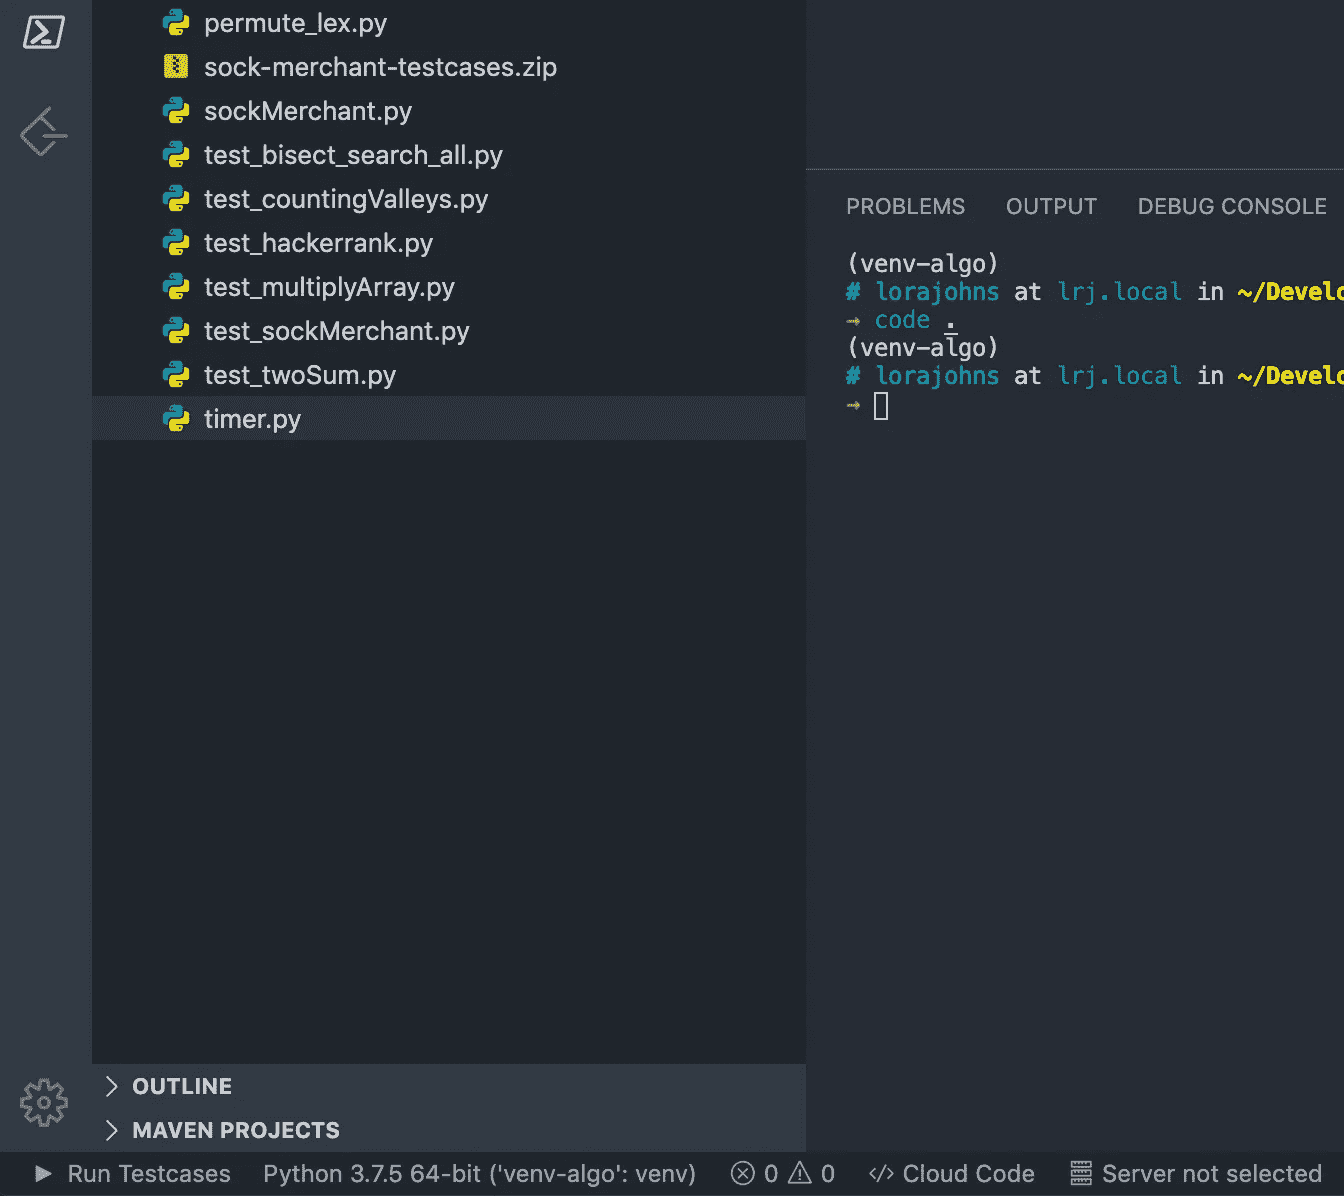 permute_lex.py
sock-merchant-testcases.zip
sockMerchant.py
test_bisect_search_all.py
test_countingValleys.py
test_hackerrank.py
test_multiplyArray.py
test_sockMerchant.py
test_twoSum.py
timer.py
OUTLINE
MAVEN PROJECTS
PROBLEMS OUTPUT DEBUG CONSOLE
(venv-algo)
# lorajohns at lrj.local in ~/Develo
→ code .
(venv-algo)
# lorajohns at lrj.local in ~/Develo
→
Run Testcases Python 3.7.5 64-bit ('venv-algo': venv) 0 0 </> Cloud Code Server not selected